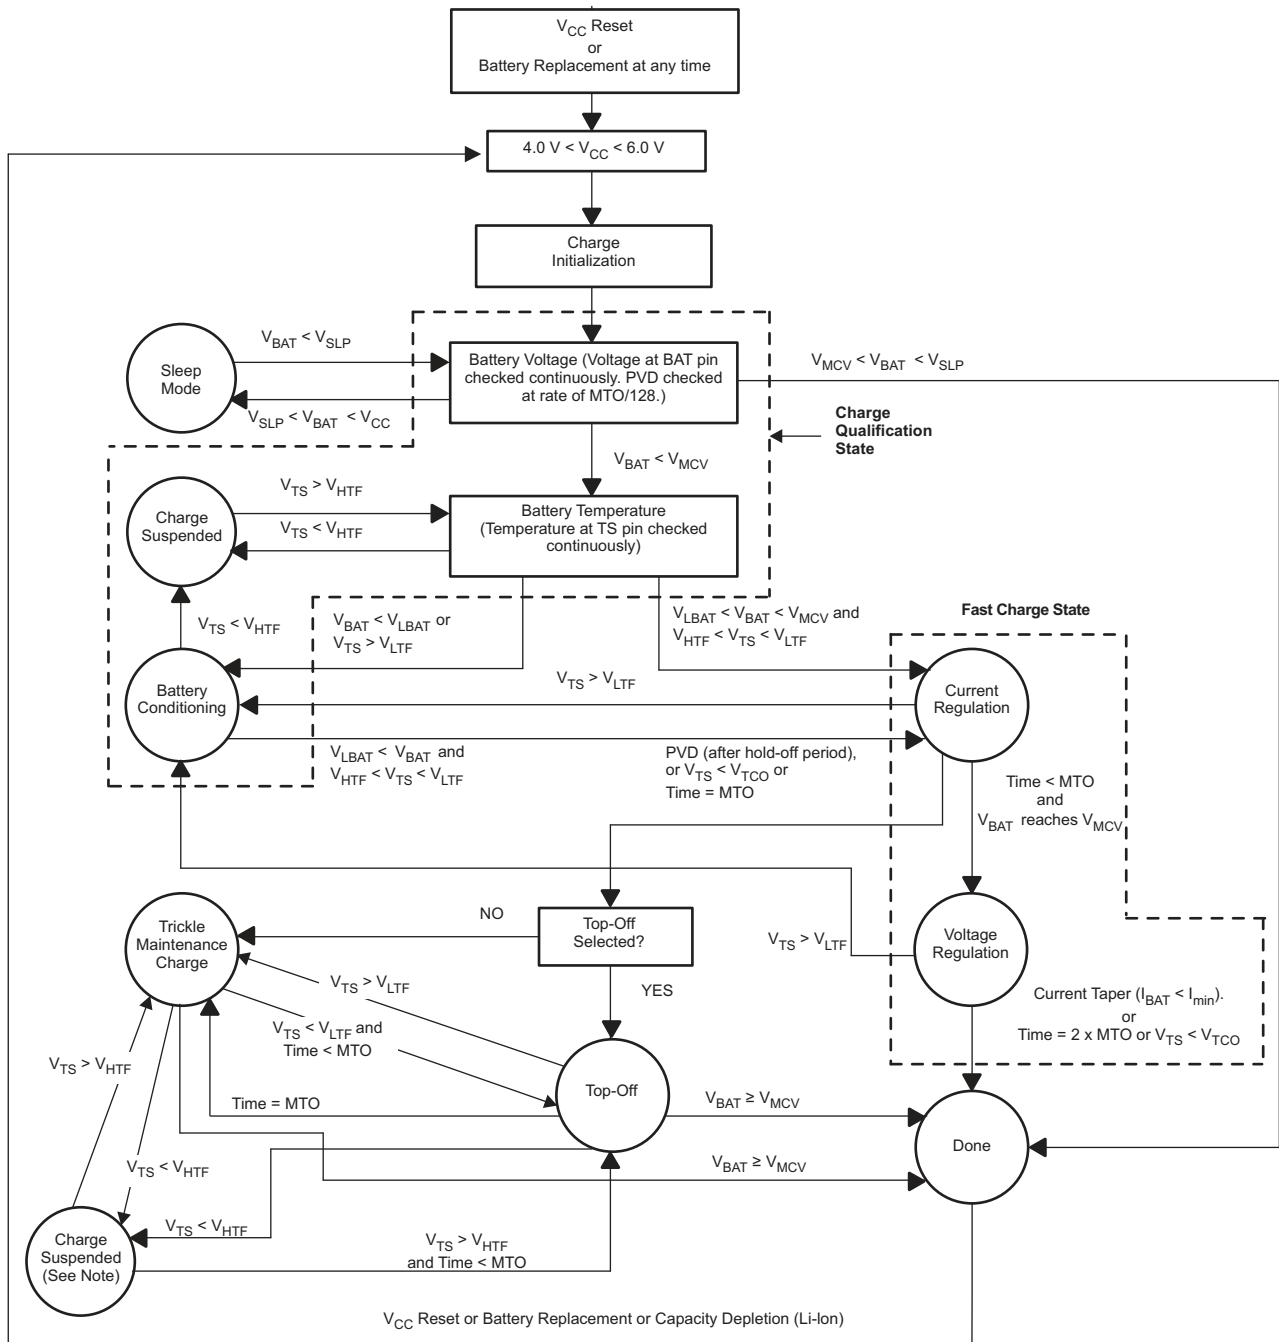 V_CC Reset
or
Battery Replacement at any time
4.0 V < V_CC < 6.0 V
Charge
Initialization
V_BAT < V_SLP
Sleep
Mode
V_SLP < V_BAT < V_CC
Battery Voltage (Voltage at BAT pin
checked continuously. PVD checked
at rate of MTO/128.)
V_MCV < V_BAT < V_SLP
Charge
Qualification
State
V_BAT < V_MCV
V_TS > V_HTF
Charge
Suspended
V_TS < V_HTF
Battery Temperature
(Temperature at TS pin checked
continuously)
V_TS < V_HTF
V_BAT < V_LBAT or
V_TS > V_LTF
V_LBAT < V_BAT < V_MCV and
V_HTF < V_TS < V_LTF
Fast Charge State
Battery
Conditioning
V_TS > V_LTF
Current
Regulation
V_LBAT < V_BAT and
V_HTF < V_TS < V_LTF
PVD (after hold-off period),
or V_TS < V_TCO or
Time = MTO
Time < MTO
and
V_BAT reaches V_MCV
Trickle
Maintenance
Charge
NO
Top-Off
Selected?
YES
V_TS > V_LTF
Voltage
Regulation
V_TS > V_LTF
V_TS < V_LTF and
Time < MTO
Current Taper (I_BAT < I_min).
or
Time = 2 x MTO or V_TS < V_TCO
V_TS > V_HTF
Time = MTO
Top-Off
V_BAT ≥ V_MCV
Done
V_TS < V_HTF
V_BAT ≥ V_MCV
Charge
Suspended
(See Note)
V_TS < V_HTF
V_TS > V_HTF
and Time < MTO
V_CC Reset or Battery Replacement or Capacity Depletion (Li-Ion)